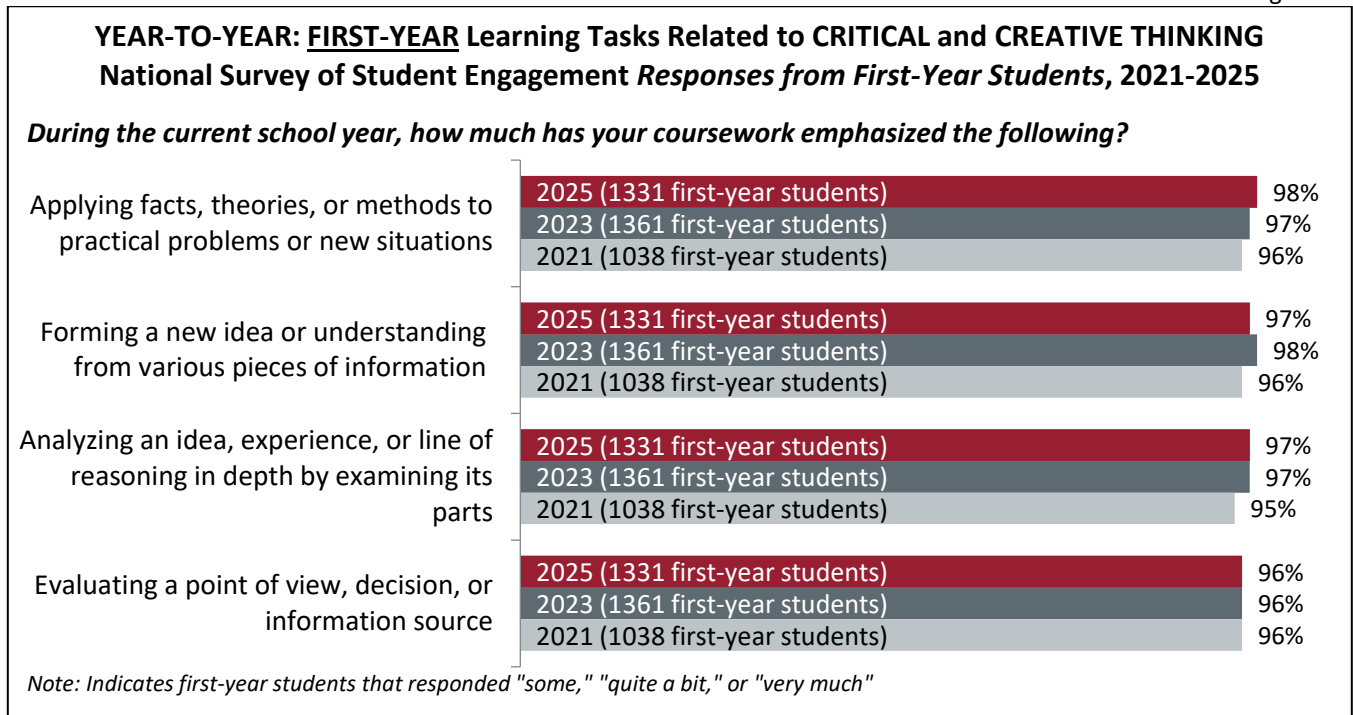 YEAR-TO-YEAR: FIRST-YEAR Learning Tasks Related to CRITICAL and CREATIVE THINKING
National Survey of Student Engagement Responses from First-Year Students, 2021-2025
During the current school year, how much has your coursework emphasized the following?
Applying facts, theories, or methods to
practical problems or new situations
2025 (1331 first-year students) 98%
2023 (1361 first-year students) 97%
2021 (1038 first-year students) 96%
Forming a new idea or understanding
from various pieces of information
2025 (1331 first-year students) 97%
2023 (1361 first-year students) 98%
2021 (1038 first-year students) 96%
Analyzing an idea, experience, or line of
reasoning in depth by examining its
parts
2025 (1331 first-year students) 97%
2023 (1361 first-year students) 97%
2021 (1038 first-year students) 95%
Evaluating a point of view, decision, or
information source
2025 (1331 first-year students) 96%
2023 (1361 first-year students) 96%
2021 (1038 first-year students) 96%
Note: Indicates first-year students that responded "some," "quite a bit," or "very much"